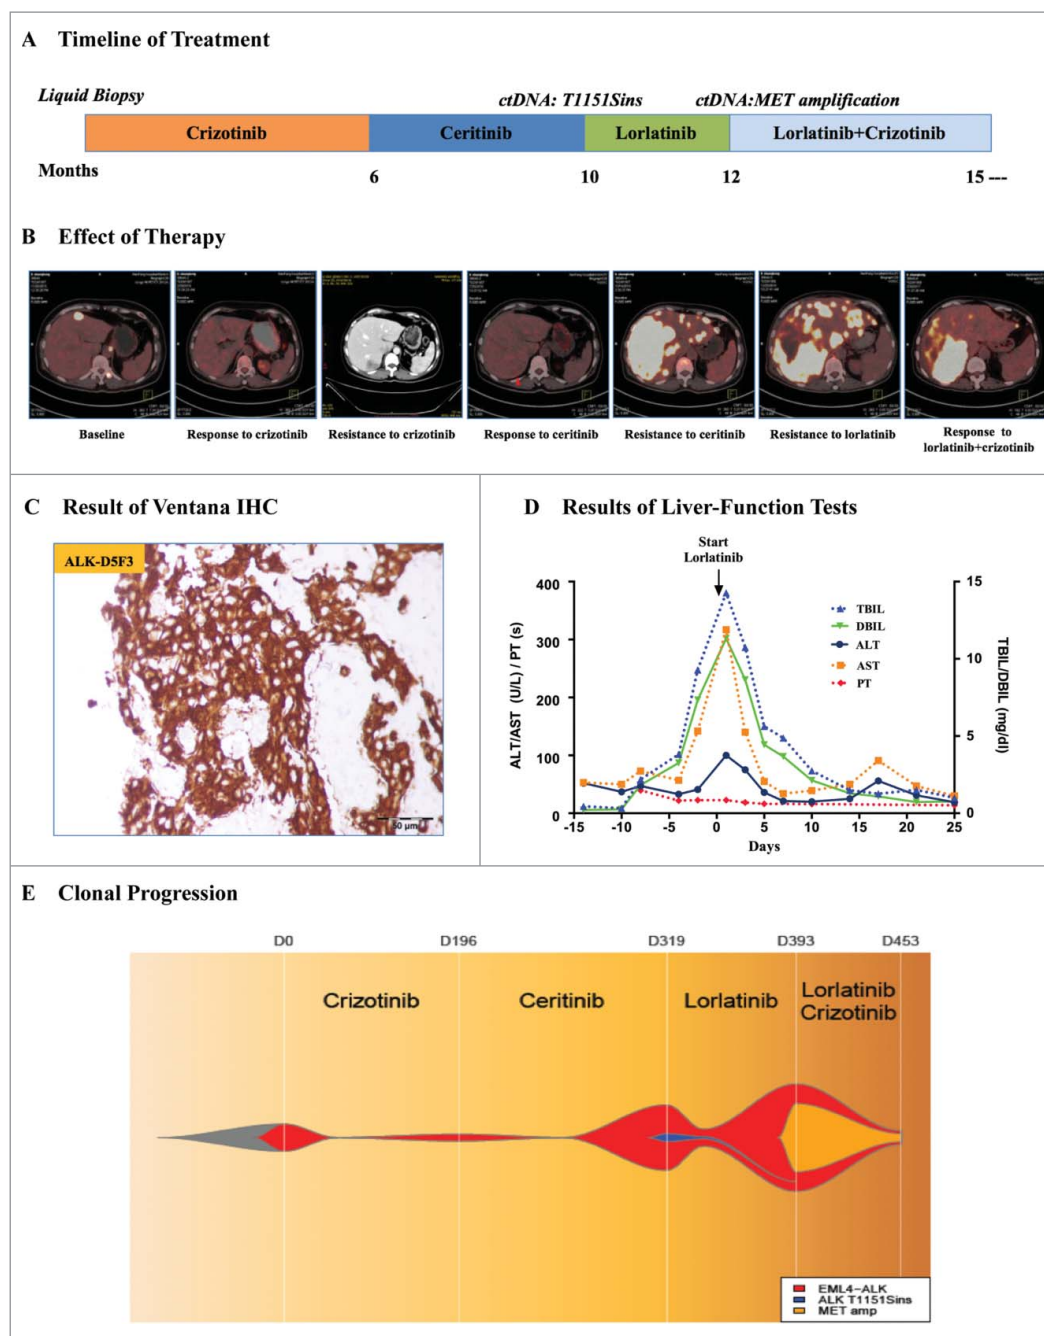 A Timeline of Treatment
Liquid Biopsy
ctDNA: T1151Sins
ctDNA:MET amplification
Crizotinib
Ceritinib
Lorlatinib
Lorlatinib+Crizotinib
Months
6
10
12
15 ---
B Effect of Therapy
Baseline
Response to crizotinib
Resistance to crizotinib
Response to ceritinib
Resistance to ceritinib
Resistance to lorlatinib
Response to
lorlatinib+crizotinib
C Result of Ventana IHC
ALK-D5F3
50 µm
D Results of Liver-Function Tests
Start
Lorlatinib
400
300
200
100
0
ALT/AST (U/L) / PT (s)
15
10
5
0
TBIL/DBIL (mg/dl)
TBIL
DBIL
ALT
AST
PT
-15
-10
-5
0
5
10
15
20
25
Days
E Clonal Progression
D0
D196
D319
D393
D453
Crizotinib
Ceritinib
Lorlatinib
Lorlatinib
Crizotinib
EML4-ALK
ALK T1151Sins
MET amp